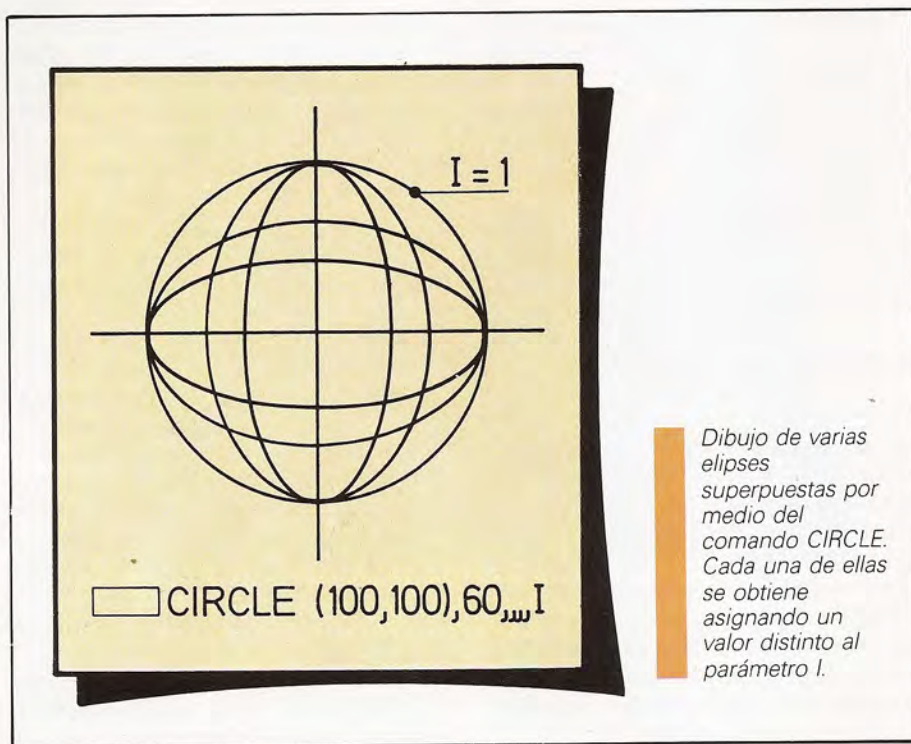 I = 1
CIRCLE (100,100),60,,,,I
Dibujo de varias
elipses
superpuestas por
medio del
comando CIRCLE.
Cada una de ellas
se obtiene
asignando un
valor distinto al
parámetro I.